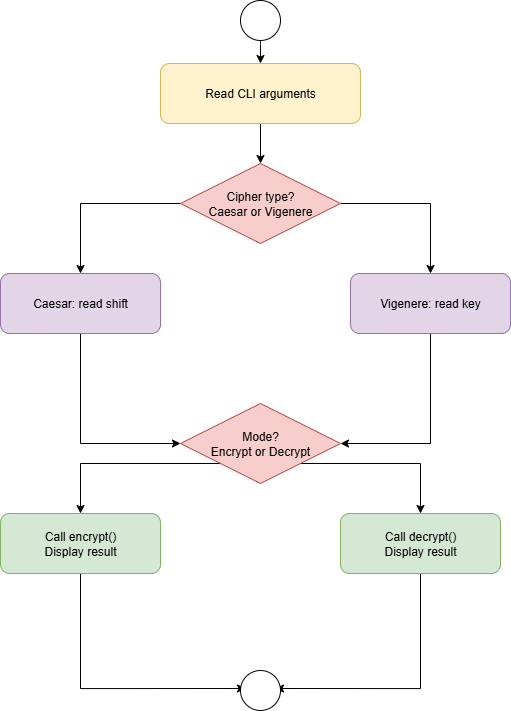 Read CLI arguments
Cipher type?
Caesar or Vigenere
Caesar: read shift
Vigenere: read key
Mode?
Encrypt or Decrypt
Call encrypt()
Display result
Call decrypt()
Display result